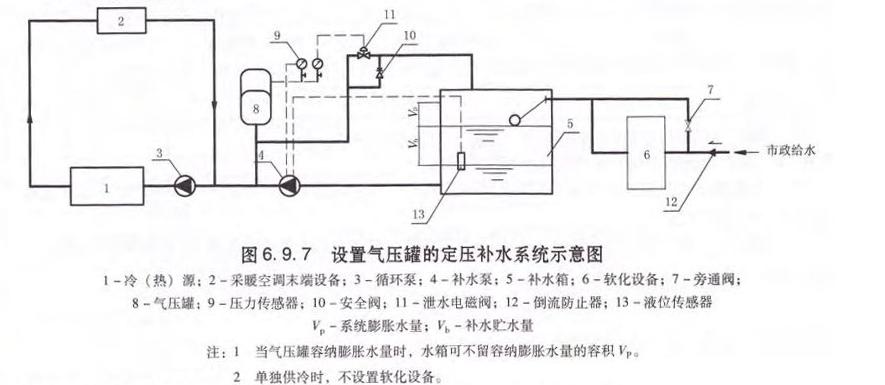 2
11
9
10
8
7
Vp
Vb
5
6
市政给水
3
4
1
13
12
图6.9.7 设置气压罐的定压补水系统示意图
1-冷（热）源；2-采暖空调末端设备；3-循环泵；4-补水泵；5-补水箱；6-软化设备；7-旁通阀；
8-气压罐；9-压力传感器；10-安全阀；11-泄水电磁阀；12-倒流防止器；13-液位传感器
Vp-系统膨胀水量；Vb-补水贮水量
注：1 当气压罐容纳膨胀水量时，水箱可不留容纳膨胀水量的容积Vp。
2 单独供冷时，不设置软化设备。